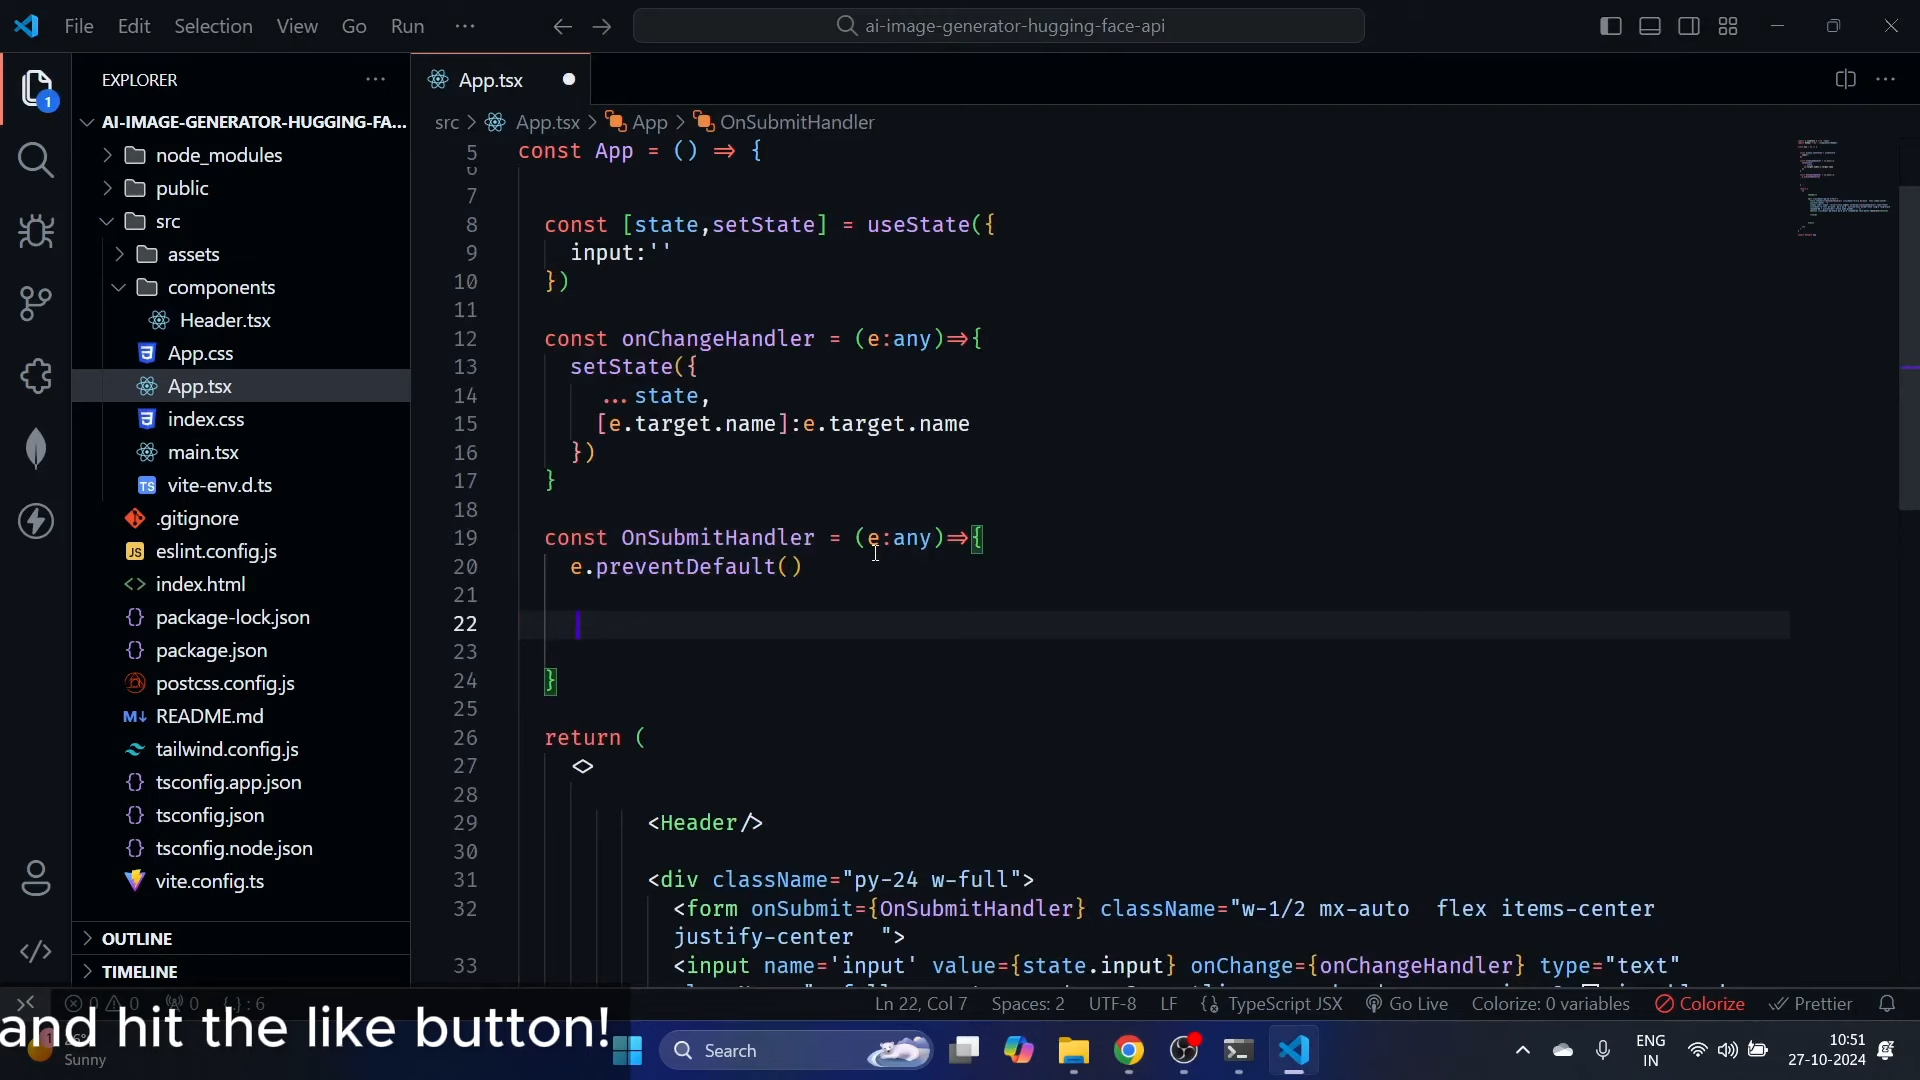 File Edit Selection View Go Run ···
ai-image-generator-hugging-face-api
EXPLORER ···
1
AI-IMAGE-GENERATOR-HUGGING-FA...
node_modules
public
src
assets
components
Header.tsx
App.css
App.tsx
index.css
main.tsx
TS vite-env.d.ts
.gitignore
JS eslint.config.js
<> index.html
{} package-lock.json
{} package.json
postcss.config.js
M↓ README.md
tailwind.config.js
{} tsconfig.app.json
{} tsconfig.json
{} tsconfig.node.json
vite.config.ts
OUTLINE
TIMELINE
App.tsx
src > App.tsx > App > OnSubmitHandler
5 const App = () => {
6
7
8 const [state,setState] = useState({
9 input:''
10 })
11
12 const onChangeHandler = (e:any)=>{
13 setState({
14 ...state,
15 [e.target.name]:e.target.name
16 })
17 }
18
19 const OnSubmitHandler = (e:any)=>{
20 e.preventDefault()
21
22
23
24 }
25
26 return (
27 <>
28
29 <Header/>
30
31 <div className="py-24 w-full">
32 <form onSubmit={OnSubmitHandler} className="w-1/2 mx-auto  flex items-center
justify-center  ">
33 <input name='input' value={state.input} onChange={onChangeHandler} type="text"
0 0 0 { } : 6
Ln 22, Col 7 Spaces: 2 UTF-8 LF {} TypeScript JSX Go Live Colorize: 0 variables Colorize Prettier
and hit the like button!
Sunny
Search
ENG
IN
10:51
27-10-2024